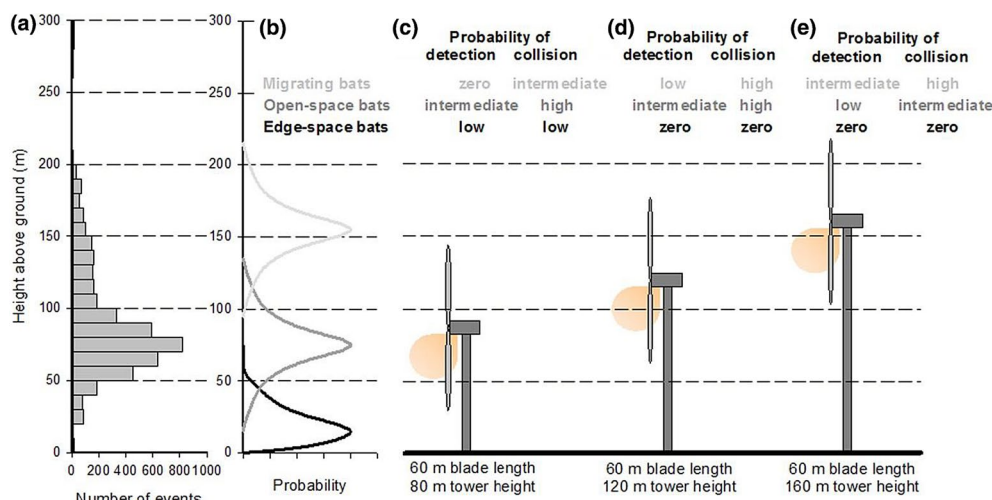 (a)
300
250
200
150
100
50
0
Height above ground (m)
0 200 400 600 800 1000
Number of events
(b)
300
250
200
150
100
50
0
Probability
Migrating bats
Open-space bats
Edge-space bats
(c)
Probability of
detection collision
zero intermediate
intermediate high
low low
60 m blade length
80 m tower height
(d)
Probability of
detection collision
low high
intermediate high
zero zero
60 m blade length
120 m tower height
(e)
Probability of
detection collision
intermediate high
low intermediate
zero zero
60 m blade length
160 m tower height